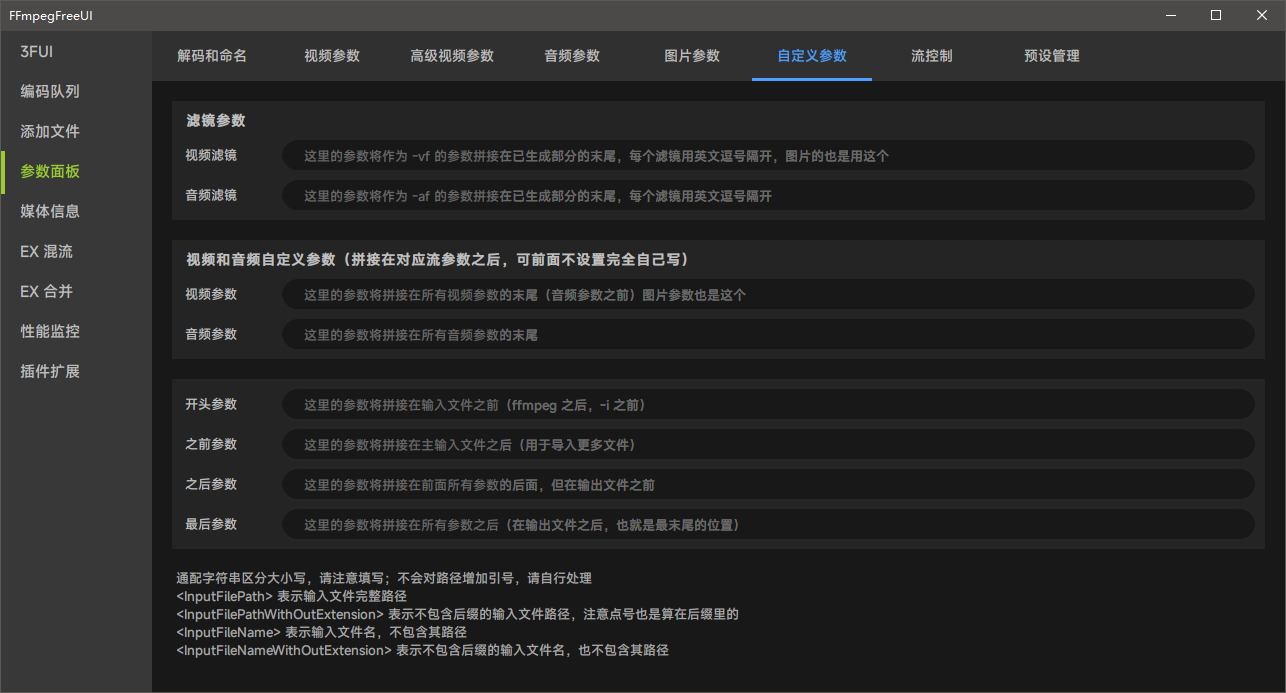 FFmpegFreeUI
3FUI
编码队列
添加文件
参数面板
媒体信息
EX 混流
EX 合并
性能监控
插件扩展
解码和命名 视频参数 高级视频参数 音频参数 图片参数 自定义参数 流控制 预设管理
滤镜参数
视频滤镜 这里的参数将作为 -vf 的参数拼接在已生成部分的末尾，每个滤镜用英文逗号隔开，图片的也是用这个
音频滤镜 这里的参数将作为 -af 的参数拼接在已生成部分的末尾，每个滤镜用英文逗号隔开
视频和音频自定义参数（拼接在对应流参数之后，可前面不设置完全自己写）
视频参数 这里的参数将拼接在所有视频参数的末尾（音频参数之前）图片参数也是这个
音频参数 这里的参数将拼接在所有音频参数的末尾
开头参数 这里的参数将拼接在输入文件之前（ffmpeg 之后，-i 之前）
之前参数 这里的参数将拼接在主输入文件之后（用于导入更多文件）
之后参数 这里的参数将拼接在前面所有参数的后面，但在输出文件之前
最后参数 这里的参数将拼接在所有参数之后（在输出文件之后，也就是最末尾的位置）
通配字符串区分大小写，请注意填写；不会对路径增加引号，请自行处理
<InputFilePath> 表示输入文件完整路径
<InputFilePathWithOutExtension> 表示不包含后缀的输入文件路径，注意点号也是算在后缀里的
<InputFileName> 表示输入文件名，不包含其路径
<InputFileNameWithOutExtension> 表示不包含后缀的输入文件名，也不包含其路径